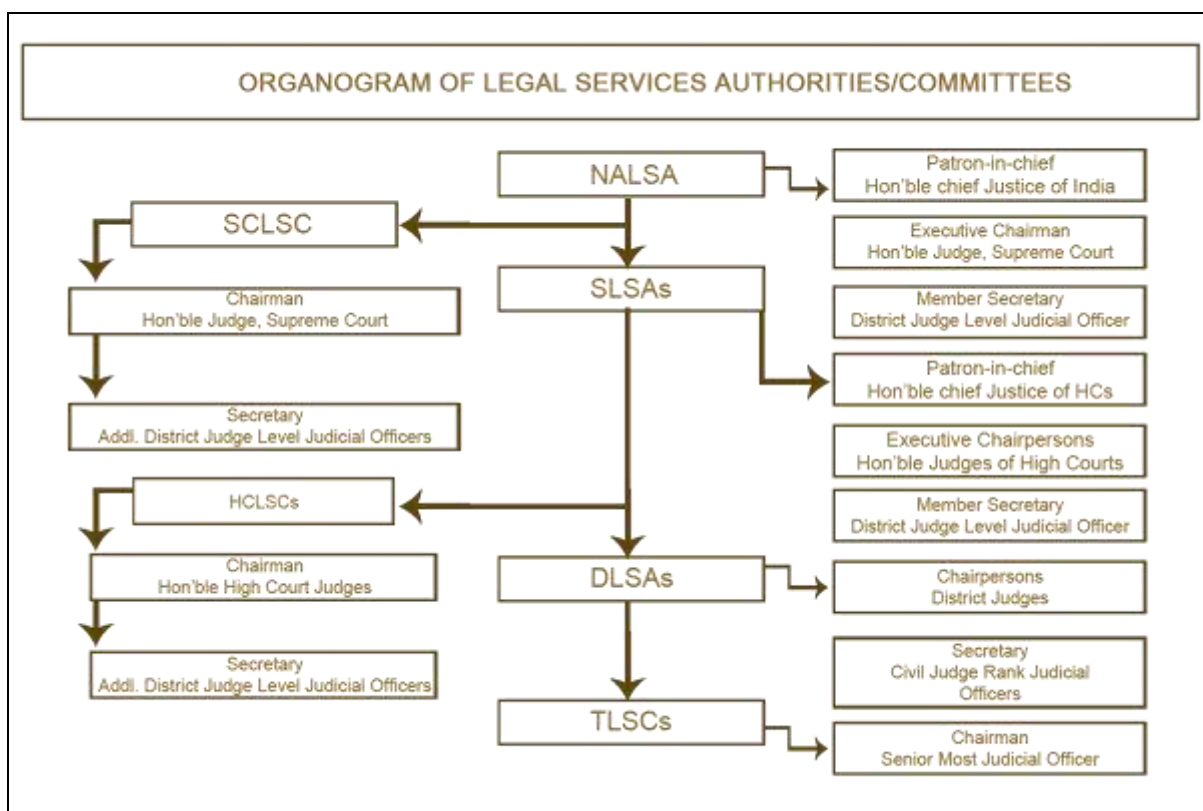 ORGANOGRAM OF LEGAL SERVICES AUTHORITIES/COMMITTEES
NALSA
Patron-in-chief
Hon'ble chief Justice of India
SCLSC
Executive Chairman
Hon'ble Judge, Supreme Court
SLSAs
Chairman
Hon'ble Judge, Supreme Court
Member Secretary
District Judge Level Judicial Officer
Patron-in-chief
Hon'ble chief Justice of HCs
Secretary
Addl. District Judge Level Judicial Officers
Executive Chairpersons
Hon'ble Judges of High Courts
HCLSCs
Member Secretary
District Judge Level Judicial Officer
Chairman
Hon'ble High Court Judges
DLSAs
Chairpersons
District Judges
Secretary
Addl. District Judge Level Judicial Officers
Secretary
Civil Judge Rank Judicial
Officers
TLSCs
Chairman
Senior Most Judicial Officer